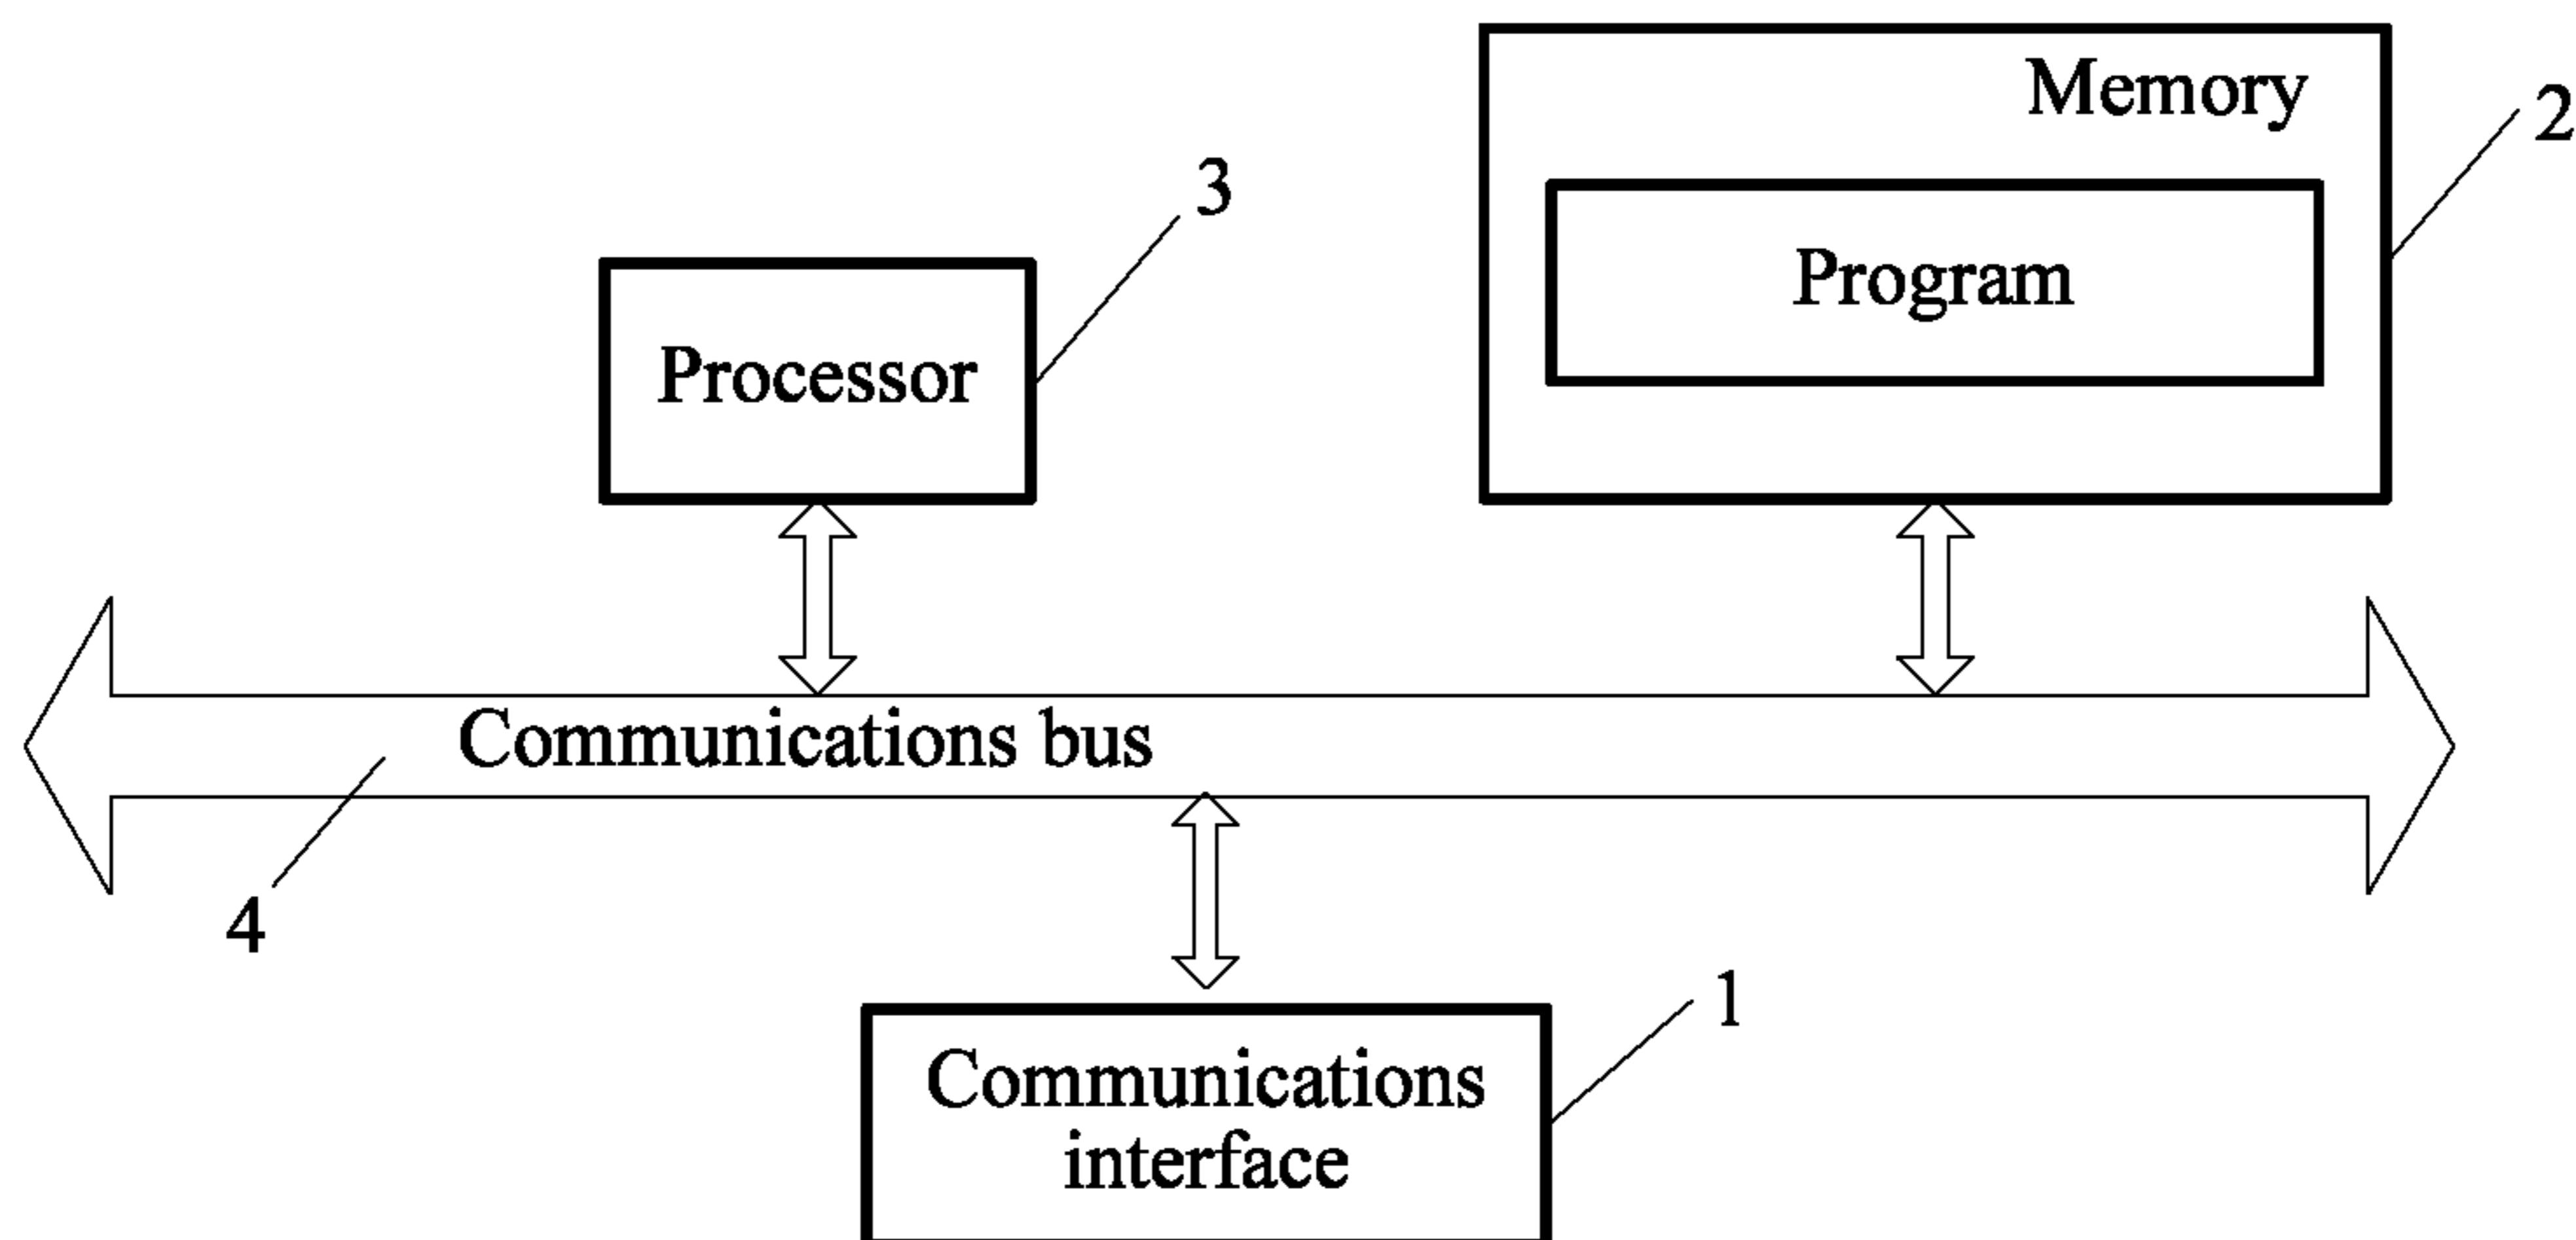 Memory
2
3
Program
Processor
Communications bus
4
1
Communications
interface